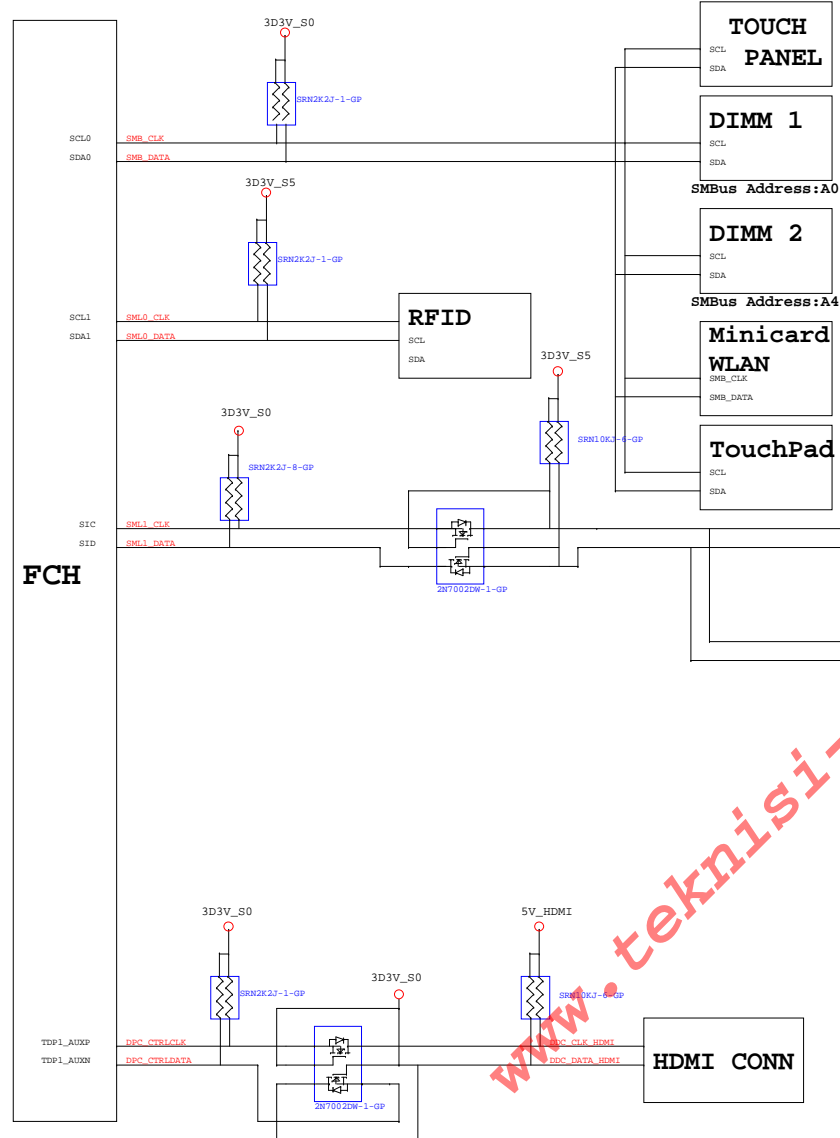 3D3V_S0
SRN2K2J-1-GP
TOUCH
PANEL
SCL
SDA
SCL0
SMB_CLK
SDA0
SMB_DATA
DIMM 1
SCL
SDA
SMBus Address:A0
3D3V_S5
SRN2K2J-1-GP
DIMM 2
SCL
SDA
SMBus Address:A4
SCL1
SML0_CLK
SDA1
SML0_DATA
RFID
SCL
SDA
Minicard
WLAN
SMB_CLK
SMB_DATA
3D3V_S5
SRN10KJ-6-GP
3D3V_S0
SRN2K2J-8-GP
TouchPad
SCL
SDA
SIC
SML1_CLK
SID
SML1_DATA
2N7002DW-1-GP
FCH
www.teknisi-
3D3V_S0
SRN2K2J-1-GP
3D3V_S0
5V_HDMI
SRN10KJ-6-GP
TDP1_AUXP
DPC_CTRLCLK
TDP1_AUXN
DPC_CTRLDATA
2N7002DW-1-GP
DDC_CLK_HDMI
DDC_DATA_HDMI
HDMI CONN